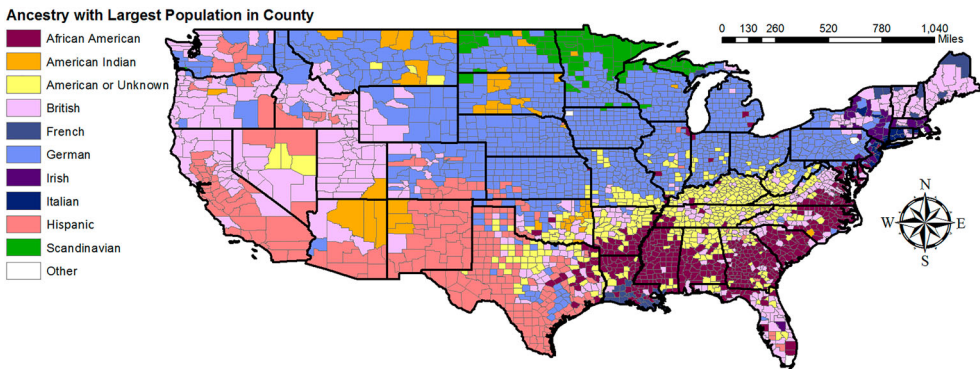 Ancestry with Largest Population in County
African American
American Indian
American or Unknown
British
French
German
Irish
Italian
Hispanic
Scandinavian
Other
0 130 260 520 780 1,040
Miles
N
W E
S